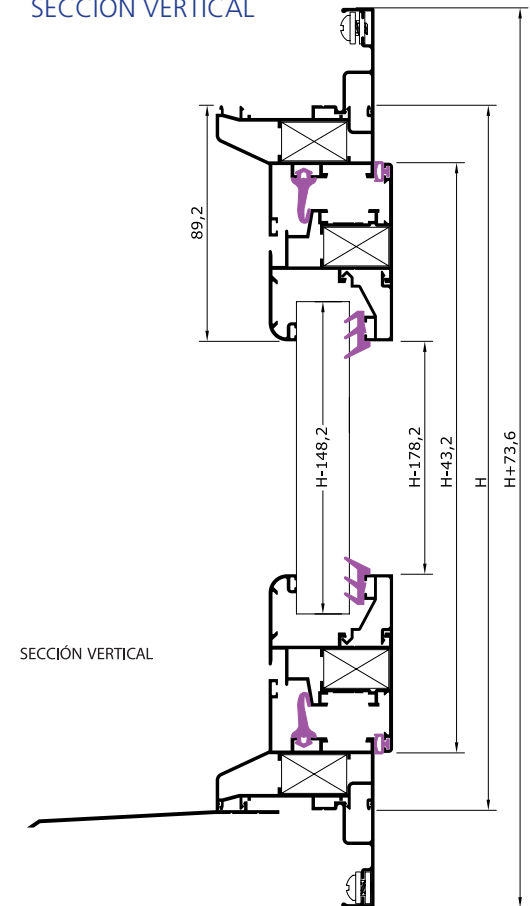 SECCIÓN VERTICAL
89,2
H-148,2
H-178,2
H-43,2
H
H+73,6
SECCIÓN VERTICAL